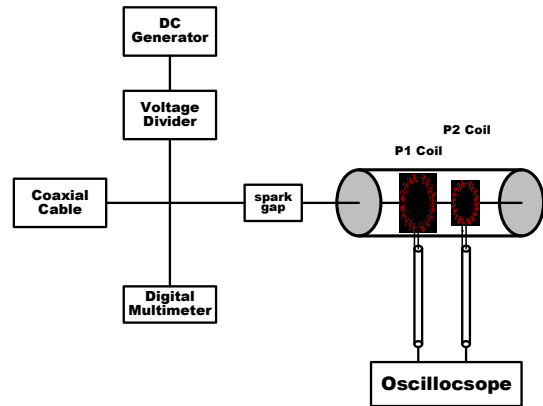 DC
Generator
Voltage
Divider
P2 Coil
P1 Coil
Coaxial
Cable
spark
gap
Digital
Multimeter
Oscillocsope